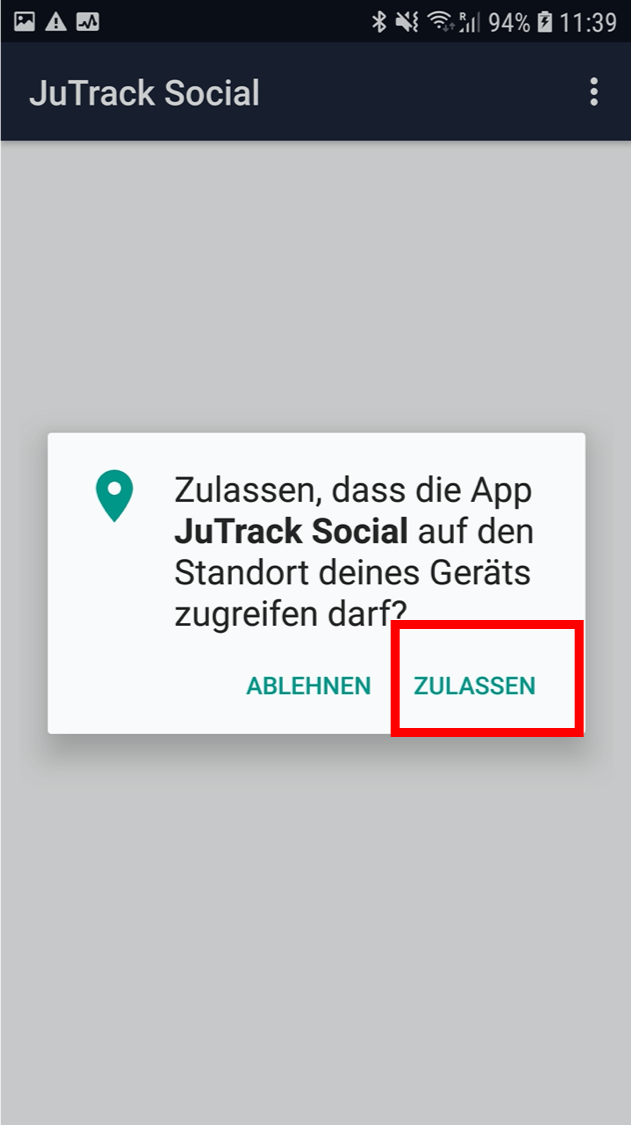 R 94% 11:39
JuTrack Social
Zulassen, dass die App
JuTrack Social auf den
Standort deines Geräts
zugreifen darf?
ABLEHNEN ZULASSEN